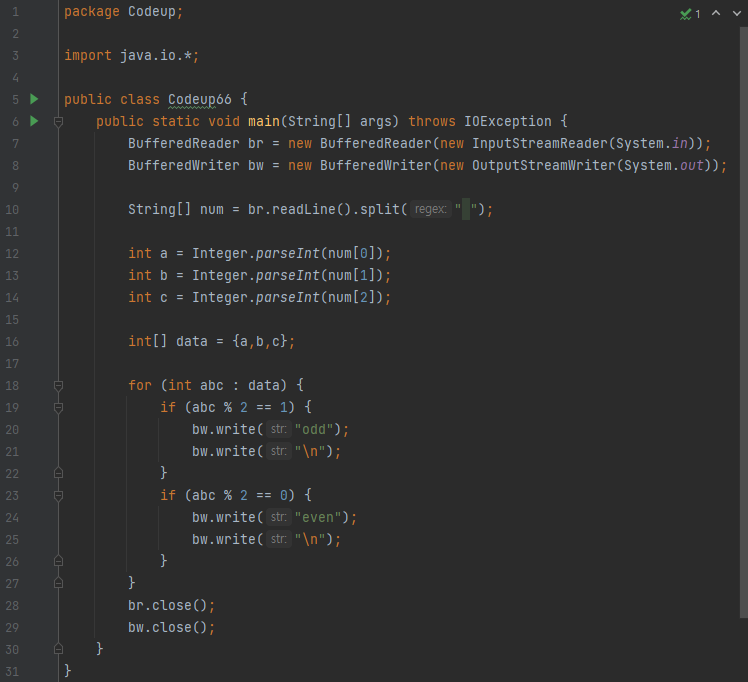 1 package Codeup;
1
2
3 import java.io.*;
4
5 public class Codeup66 {
6 public static void main(String[] args) throws IOException {
7 BufferedReader br = new BufferedReader(new InputStreamReader(System.in));
8 BufferedWriter bw = new BufferedWriter(new OutputStreamWriter(System.out));
9
10 String[] num = br.readLine().split( regex: " ");
11
12 int a = Integer.parseInt(num[0]);
13 int b = Integer.parseInt(num[1]);
14 int c = Integer.parseInt(num[2]);
15
16 int[] data = {a,b,c};
17
18 for (int abc : data) {
19 if (abc % 2 == 1) {
20 bw.write( str: "odd");
21 bw.write( str: "\n");
22 }
23 if (abc % 2 == 0) {
24 bw.write( str: "even");
25 bw.write( str: "\n");
26 }
27 }
28 br.close();
29 bw.close();
30 }
31 }